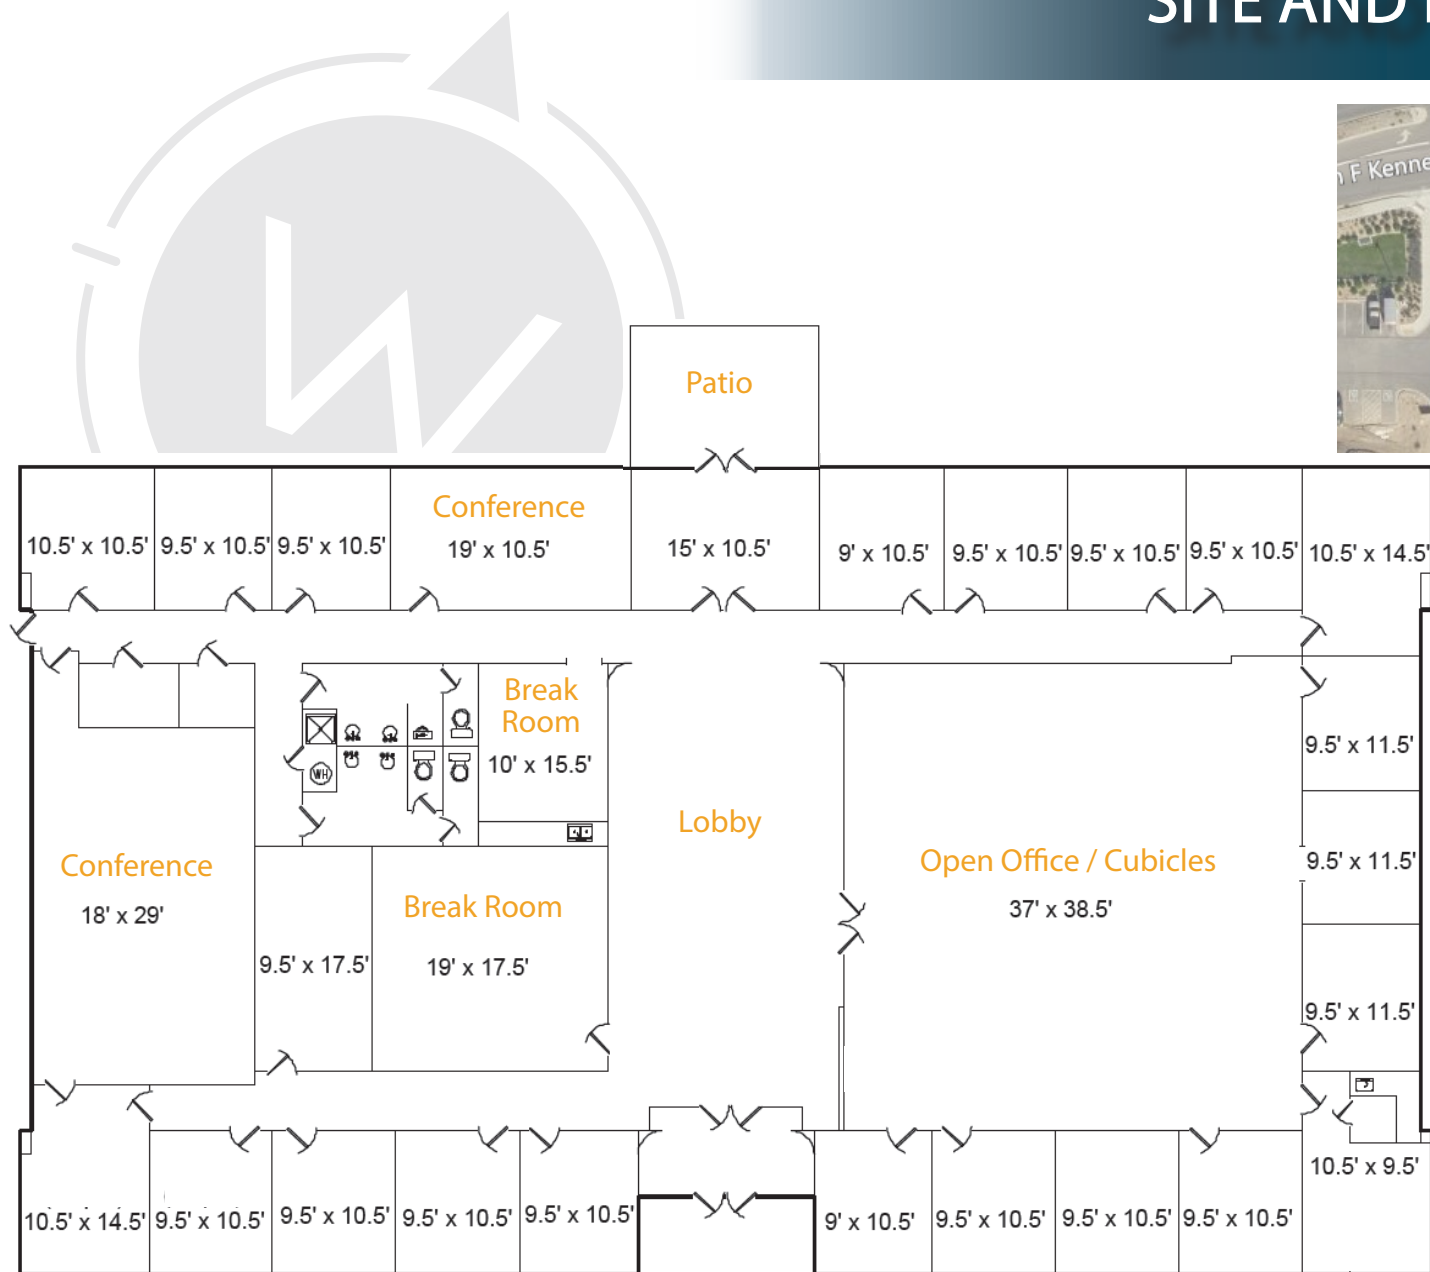 SITE AND
n F Kenne
Patio
Conference
10.5' x 10.5' 9.5' x 10.5' 9.5' x 10.5' 19' x 10.5' 15' x 10.5' 9' x 10.5' 9.5' x 10.5' 9.5' x 10.5' 9.5' x 10.5' 10.5' x 14.5'
Break
Room
10' x 15.5'
WH
9.5' x 11.5'
Lobby
Conference
18' x 29'
Open Office / Cubicles
37' x 38.5'
9.5' x 11.5'
Break Room
9.5' x 17.5' 19' x 17.5'
9.5' x 11.5'
10.5' x 9.5'
10.5' x 14.5' 9.5' x 10.5' 9.5' x 10.5' 9.5' x 10.5' 9.5' x 10.5' 9' x 10.5' 9.5' x 10.5' 9.5' x 10.5' 9.5' x 10.5'